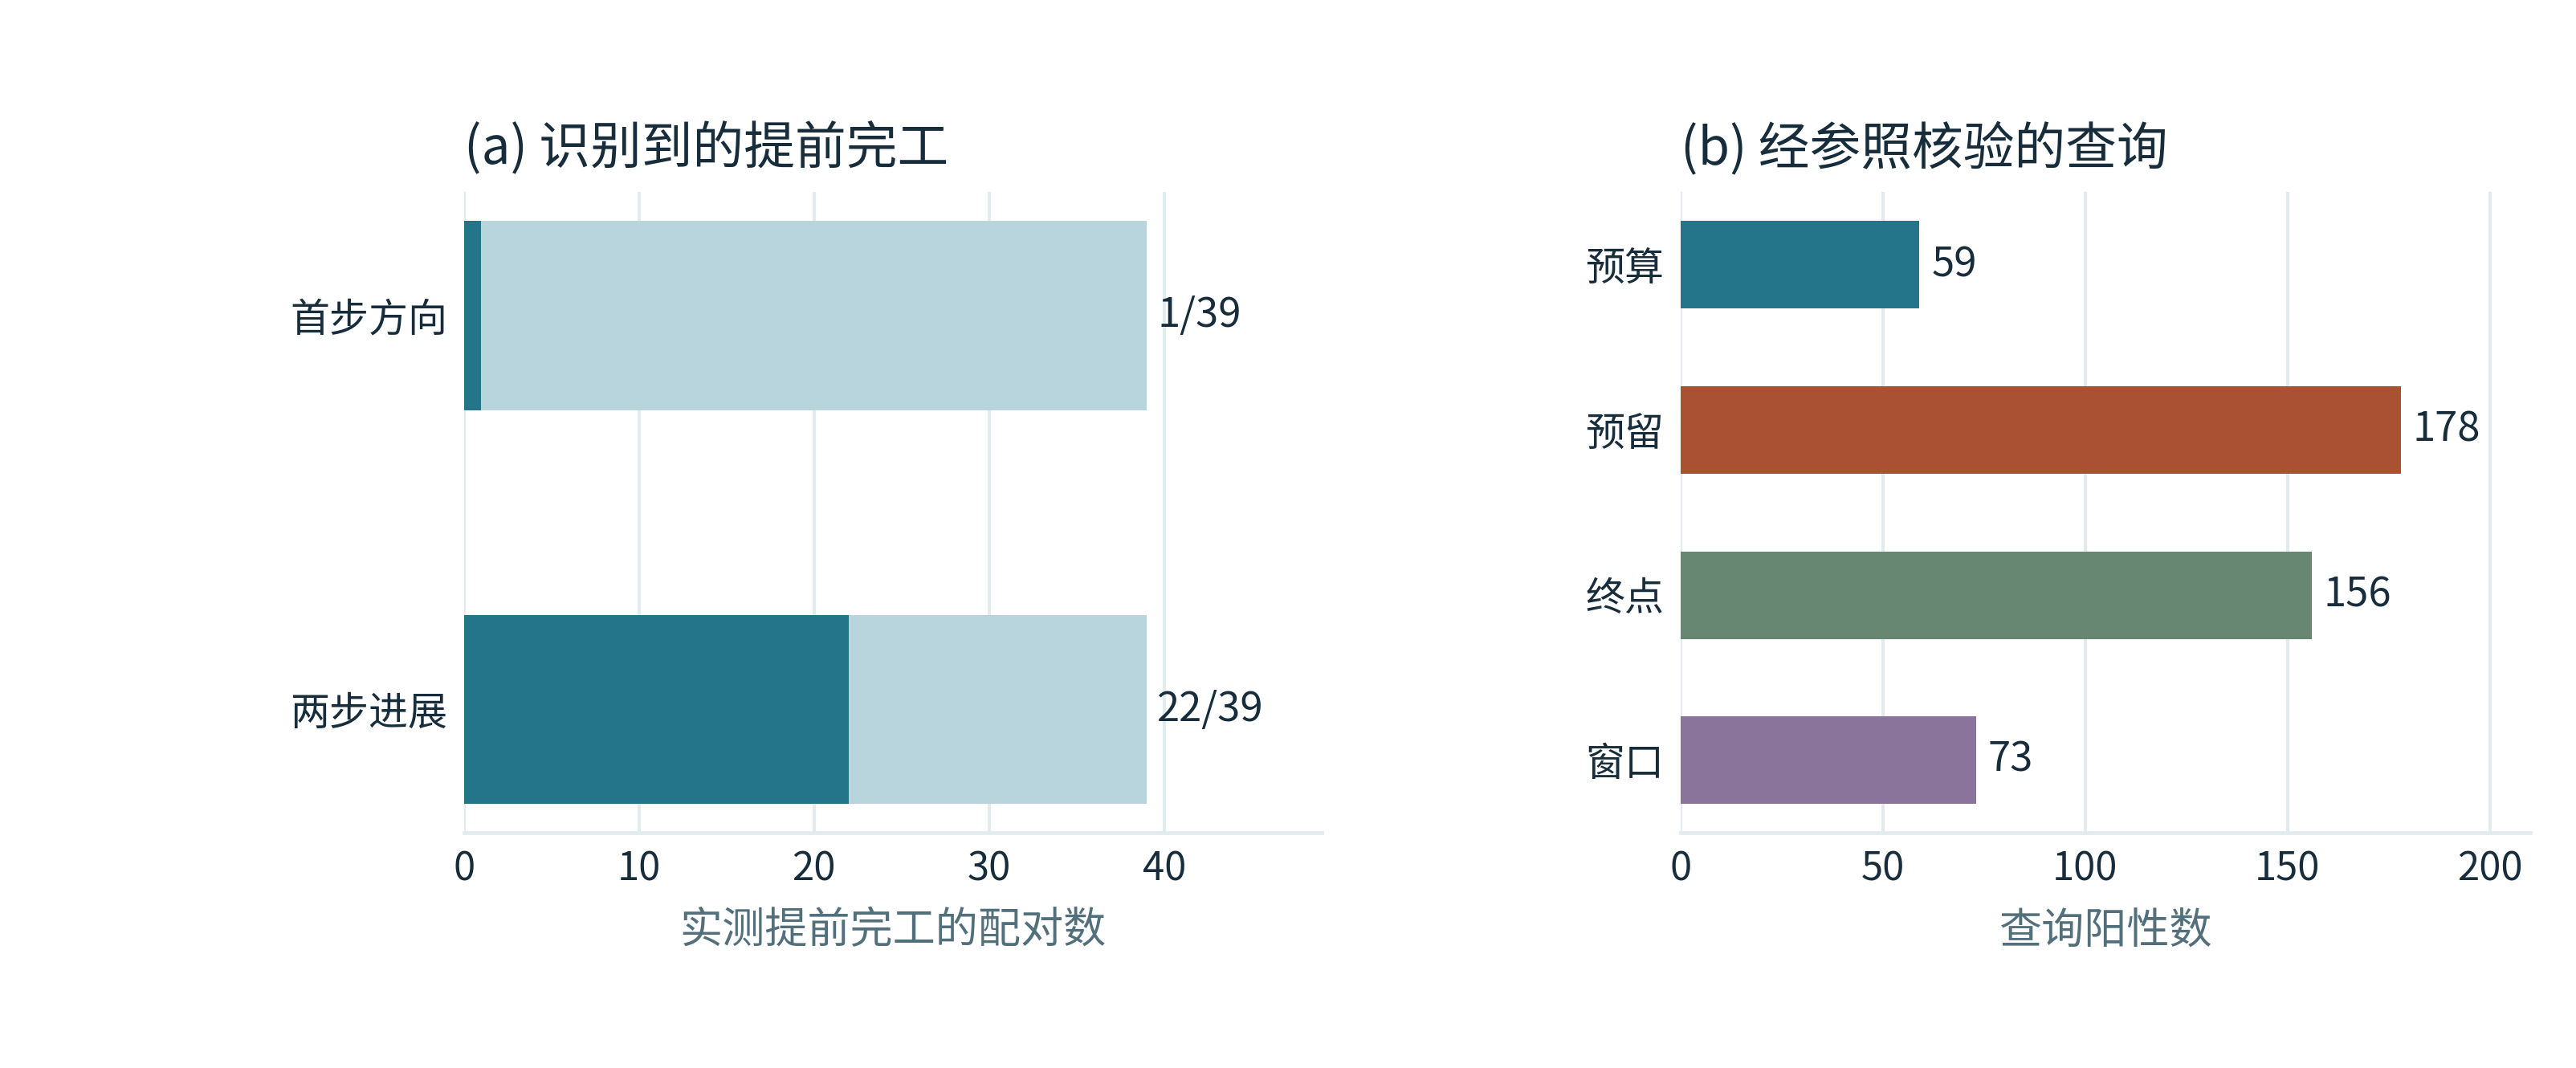 (a) 识别到的提前完工
首步方向
1/39
两步进展
22/39
0 10 20 30 40
实测提前完工的配对数
(b) 经参照核验的查询
预算
59
预留
178
终点
156
窗口
73
0 50 100 150 200
查询阳性数